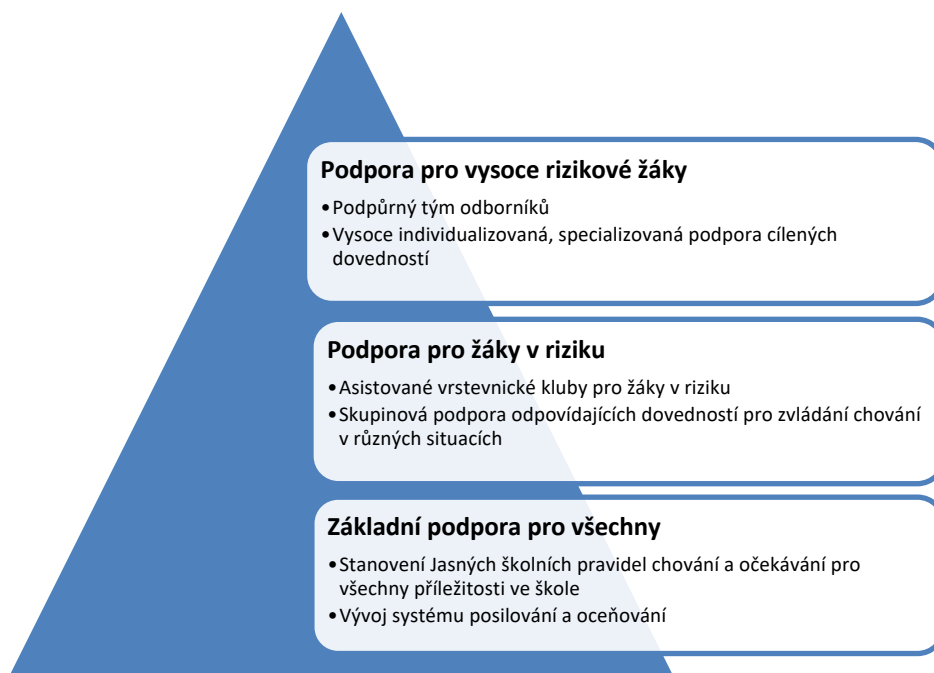 Podpora pro vysoce rizikové žáky
•Podpůrný tým odborníků
•Vysoce individualizovaná, specializovaná podpora cílených
dovedností
Podpora pro žáky v riziku
•Asistované vrstevnické kluby pro žáky v riziku
•Skupinová podpora odpovídajících dovedností pro zvládání chování
v různých situacích
Základní podpora pro všechny
•Stanovení Jasných školních pravidel chování a očekávání pro
všechny příležitosti ve škole
•Vývoj systému posilování a oceňování